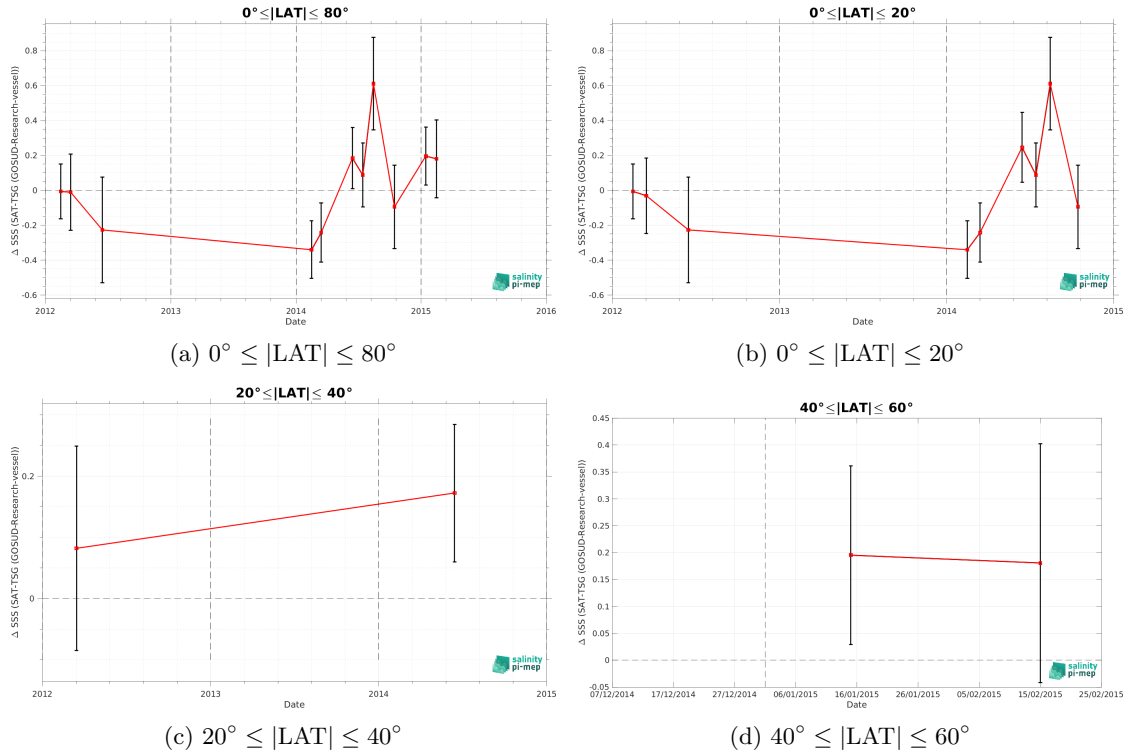 0°≤|LAT|≤ 80°
Δ SSS (SAT-TSG (GOSUD-Research-vessel))
0.8
0.6
0.4
0.2
0
-0.2
-0.4
-0.6
2012
2013
2014
2015
2016
Date
salinity
pi-mep
(a) 0° ≤ |LAT| ≤ 80°
0°≤|LAT|≤ 20°
Δ SSS (SAT-TSG (GOSUD-Research-vessel))
0.8
0.6
0.4
0.2
0
-0.2
-0.4
-0.6
2012
2013
2014
2015
Date
salinity
pi-mep
(b) 0° ≤ |LAT| ≤ 20°
20°≤|LAT|≤ 40°
Δ SSS (SAT-TSG (GOSUD-Research-vessel))
0.2
0
2012
2013
2014
2015
Date
salinity
pi-mep
(c) 20° ≤ |LAT| ≤ 40°
40°≤|LAT|≤ 60°
Δ SSS (SAT-TSG (GOSUD-Research-vessel))
0.45
0.4
0.35
0.3
0.25
0.2
0.15
0.1
0.05
0
-0.05
07/12/2014
17/12/2014
27/12/2014
06/01/2015
16/01/2015
26/01/2015
05/02/2015
15/02/2015
25/02/2015
Date
salinity
pi-mep
(d) 40° ≤ |LAT| ≤ 60°